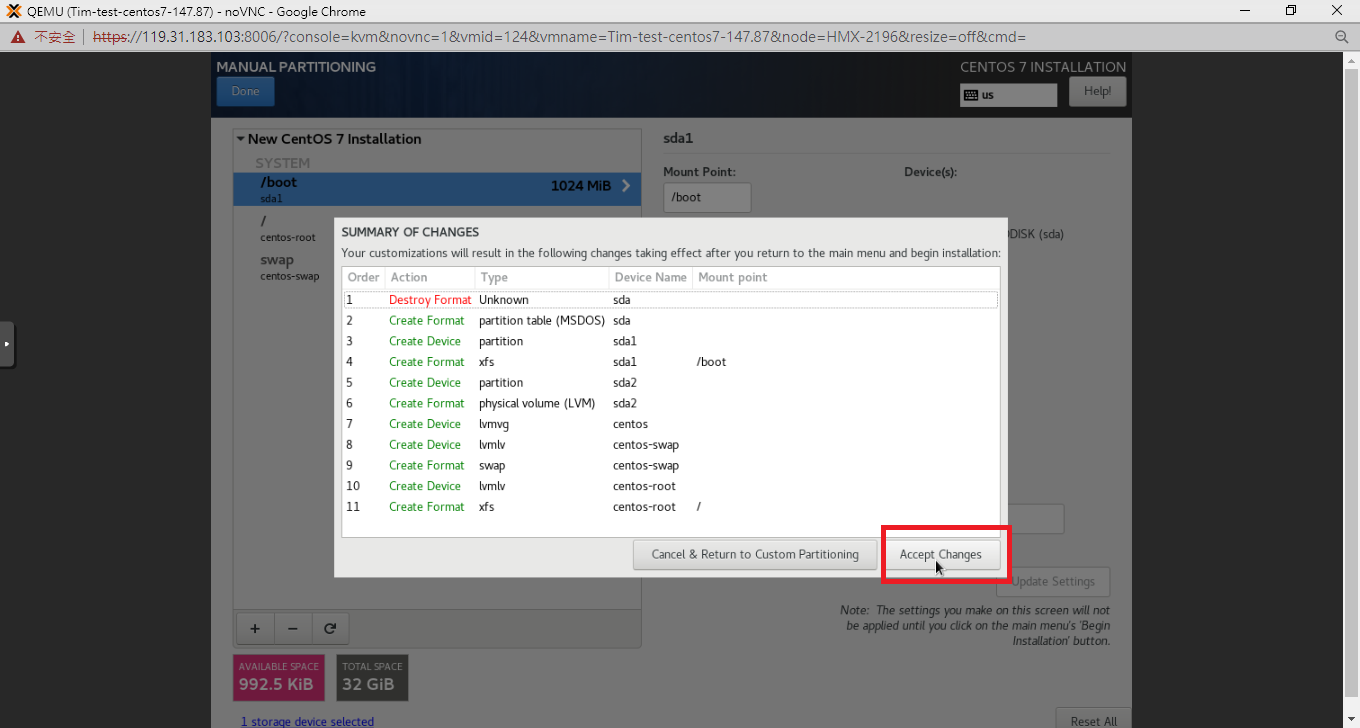 QEMU (Tim-test-centos7-147.87) - noVNC - Google Chrome
不安全 | https://119.31.183.103:8006/?console=kvm&novnc=1&vmid=124&vmname=Tim-test-centos7-147.87&node=HMX-2196&resize=off&cmd=
MANUAL PARTITIONING
CENTOS 7 INSTALLATION
Done
us
Help!
New CentOS 7 Installation
SYSTEM
/boot
1024 MiB
sda1
/
centos-root
swap
centos-swap
sda1
Mount Point:
Device(s):
/boot
DISK (sda)
SUMMARY OF CHANGES
Your customizations will result in the following changes taking effect after you return to the main menu and begin installation:
Order Action Type Device Name Mount point
1 Destroy Format Unknown sda
2 Create Format partition table (MSDOS) sda
3 Create Device partition sda1
4 Create Format xfs sda1 /boot
5 Create Device partition sda2
6 Create Format physical volume (LVM) sda2
7 Create Device lvmvg centos
8 Create Device lvmlv centos-swap
9 Create Format swap centos-swap
10 Create Device lvmlv centos-root
11 Create Format xfs centos-root /
Cancel & Return to Custom Partitioning
Accept Changes
Update Settings
Note: The settings you make on this screen will not
be applied until you click on the main menu's 'Begin
Installation' button.
+ −
AVAILABLE SPACE
992.5 KiB
TOTAL SPACE
32 GiB
1 storage device selected
Reset All